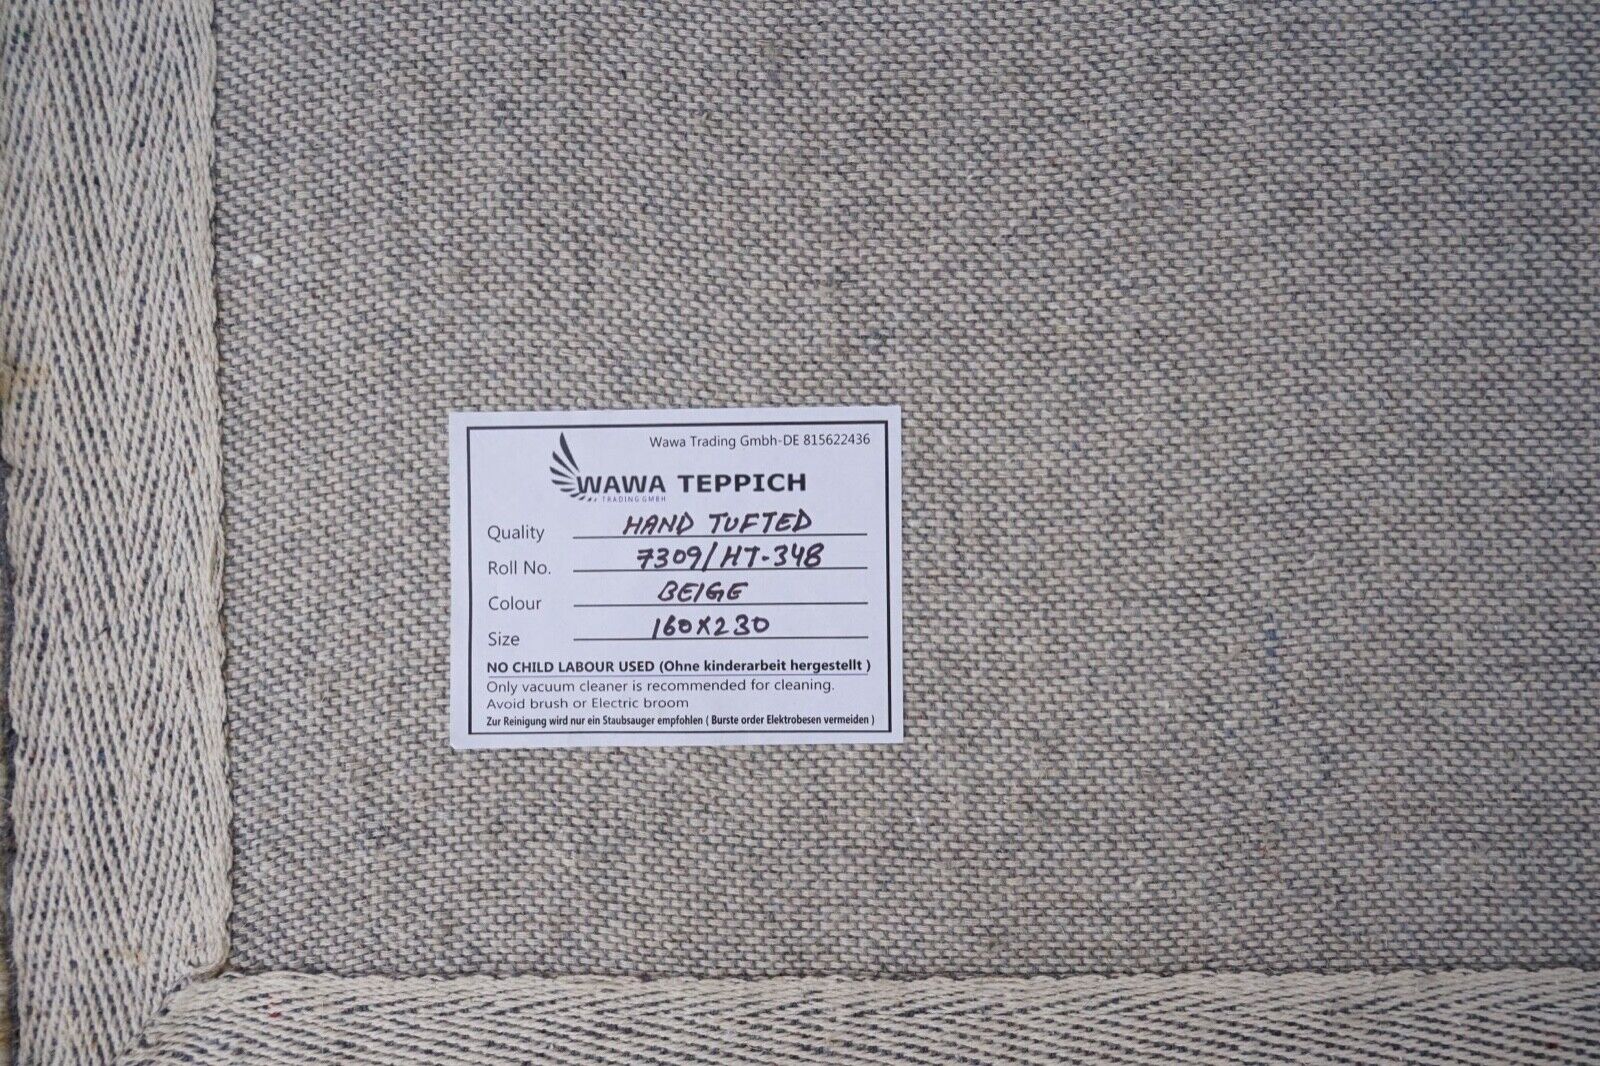 Wawa Trading Gmbh-DE 815622436
WAWA TEPPICH
TRADING GMBH
Quality HAND TUFTED
Roll No. 7309/HT-348
Colour BEIGE
Size 160X230
NO CHILD LABOUR USED (Ohne kinderarbeit hergestellt )
Only vacuum cleaner is recommended for cleaning.
Avoid brush or Electric broom
Zur Reinigung wird nur ein Staubsauger empfohlen ( Burste order Elektrobesen vermeiden )